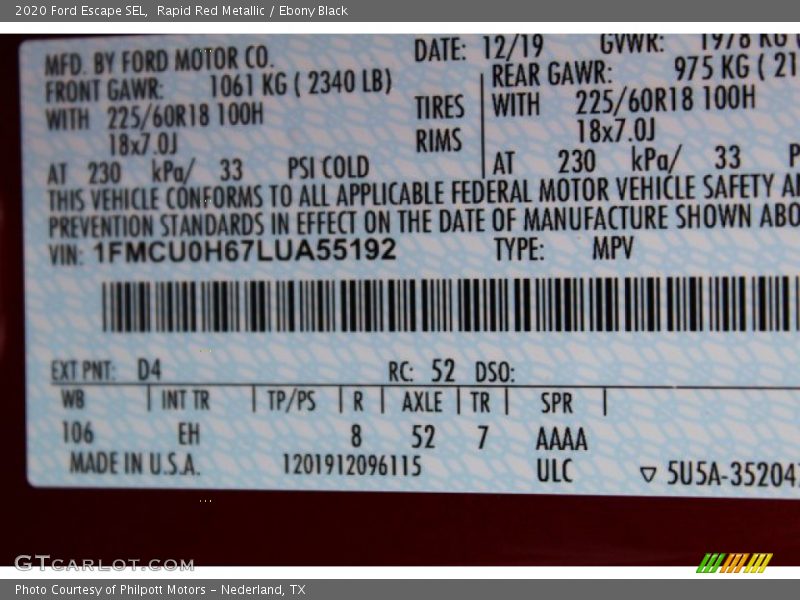 2020 Ford Escape SEL, Rapid Red Metallic / Ebony Black
MFD. BY FORD MOTOR CO.
DATE: 12/19
GVWR: 1978 KG
FRONT GAWR: 1061 KG ( 2340 LB)
REAR GAWR: 975 KG ( 21
WITH 225/60R18 100H
TIRES
WITH 225/60R18 100H
18x7.0J
RIMS
18x7.0J
AT 230 kPa/ 33 PSI COLD
AT 230 kPa/ 33 P
THIS VEHICLE CONFORMS TO ALL APPLICABLE FEDERAL MOTOR VEHICLE SAFETY A
PREVENTION STANDARDS IN EFFECT ON THE DATE OF MANUFACTURE SHOWN ABO
VIN: 1FMCU0H67LUA55192
TYPE: MPV
EXT PNT: D4
RC: 52 DSO:
WB INT TR TP/PS R AXLE TR SPR
106 EH 8 52 7 AAAA
MADE IN U.S.A. 1201912096115 ULC ▽ 5U5A-35204
GTCARLOT.COM
Photo Courtesy of Philpott Motors - Nederland, TX